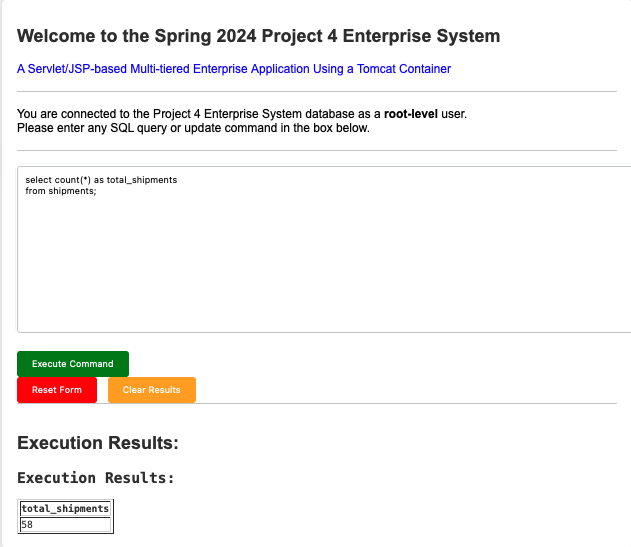 Welcome to the Spring 2024 Project 4 Enterprise System
A Servlet/JSP-based Multi-tiered Enterprise Application Using a Tomcat Container
You are connected to the Project 4 Enterprise System database as a root-level user.
Please enter any SQL query or update command in the box below.
select count(*) as total_shipments
from shipments;
Execute Command
Reset Form Clear Results
Execution Results:
Execution Results:
total_shipments
58